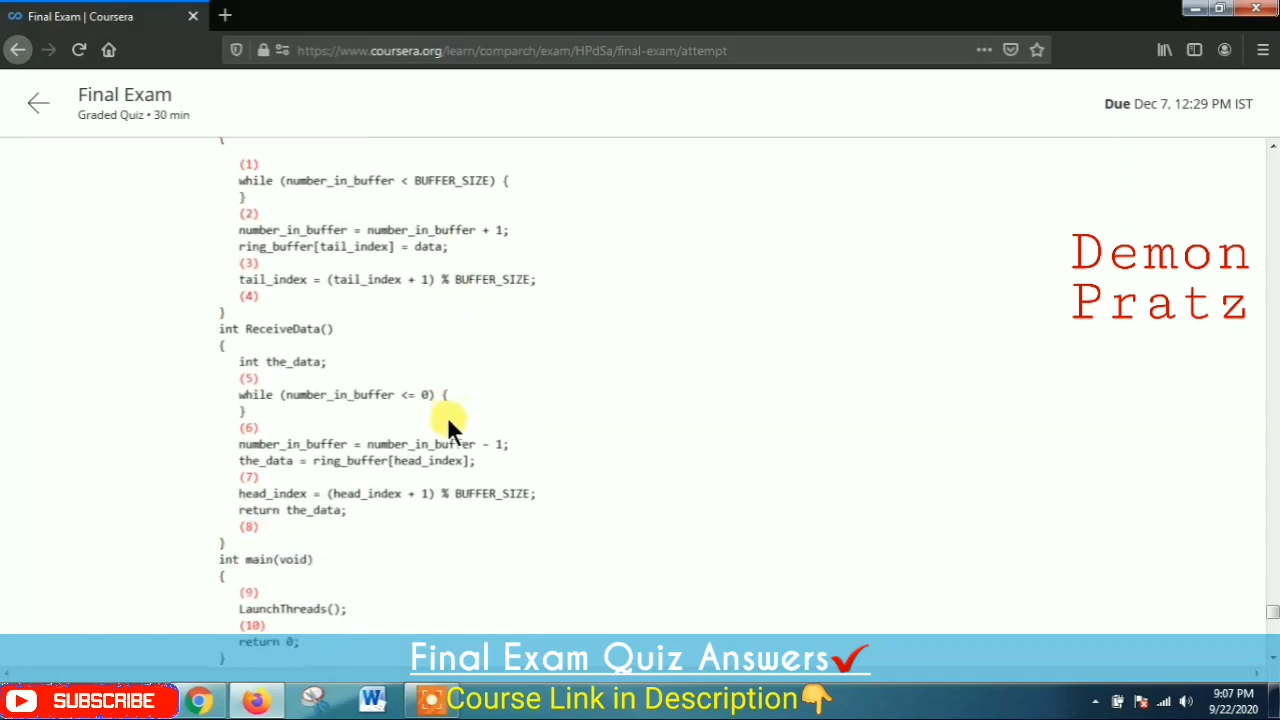 Final Exam | Coursera
https://www.coursera.org/learn/comparch/exam/HPdSa/final-exam/attempt
Final Exam
Graded Quiz • 30 min
Due Dec 7, 12:29 PM IST
{
(1)
while (number_in_buffer < BUFFER_SIZE) {
}
(2)
number_in_buffer = number_in_buffer + 1;
ring_buffer[tail_index] = data;
(3)
tail_index = (tail_index + 1) % BUFFER_SIZE;
(4)
}
int ReceiveData()
{
int the_data;
(5)
while (number_in_buffer <= 0) {
}
(6)
number_in_buffer = number_in_buffer - 1;
the_data = ring_buffer[head_index];
(7)
head_index = (head_index + 1) % BUFFER_SIZE;
return the_data;
(8)
}
int main(void)
{
(9)
LaunchThreads();
(10)
return 0;
}
Demon
Pratz
Final Exam Quiz Answers
SUBSCRIBE
Course Link in Description
9:07 PM
9/22/2020